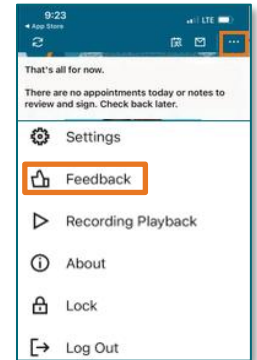 9:23
LTE
◂ App Store
That's all for now.
There are no appointments today or notes to
review and sign. Check back later.
Settings
Feedback
Recording Playback
About
Lock
Log Out